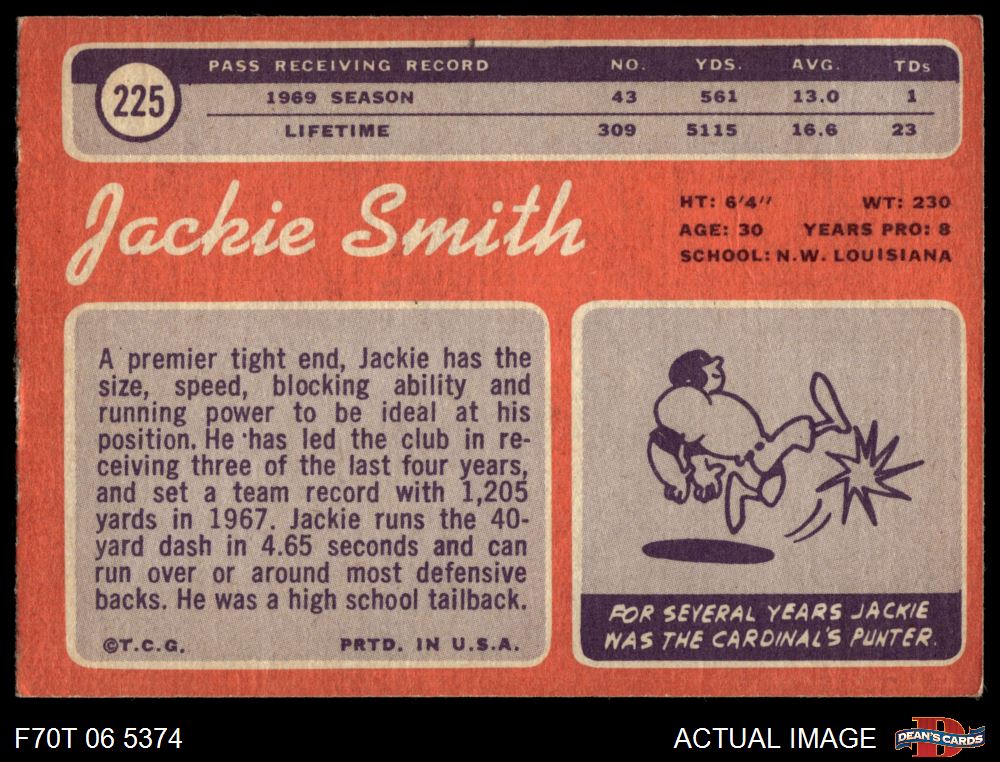 PASS RECEIVING RECORD NO. YDS. AVG. TDs
225
1969 SEASON 43 561 13.0 1
LIFETIME 309 5115 16.6 23
Jackie Smith
HT: 6'4" WT: 230
AGE: 30 YEARS PRO: 8
SCHOOL: N.W. LOUISIANA
A premier tight end, Jackie has the
size, speed, blocking ability and
running power to be ideal at his
position. He has led the club in re-
ceiving three of the last four years,
and set a team record with 1,205
yards in 1967. Jackie runs the 40-
yard dash in 4.65 seconds and can
run over or around most defensive
backs. He was a high school tailback.
©T.C.G. PRTD. IN U.S.A.
FOR SEVERAL YEARS JACKIE
WAS THE CARDINAL'S PUNTER.
F70T 06 5374 ACTUAL IMAGE
D
DEAN'S CARDS